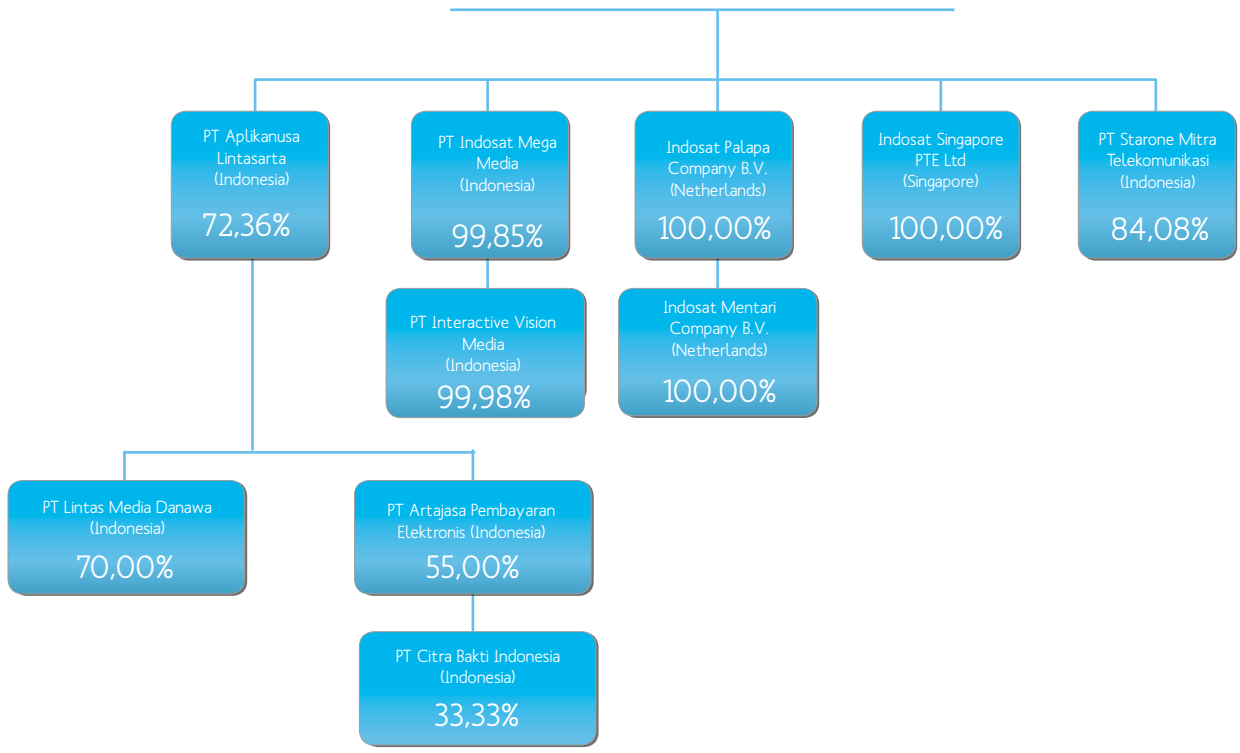 PT Aplikanusa
Lintasarta
(Indonesia)
72,36%
PT Indosat Mega
Media
(Indonesia)
99,85%
Indosat Palapa
Company B.V.
(Netherlands)
100,00%
Indosat Singapore
PTE Ltd
(Singapore)
100,00%
PT Starone Mitra
Telekomunikasi
(Indonesia)
84,08%
PT Interactive Vision
Media
(Indonesia)
99,98%
Indosat Mentari
Company B.V.
(Netherlands)
100,00%
PT Lintas Media Danawa
(Indonesia)
70,00%
PT Artajasa Pembayaran
Elektronis (Indonesia)
55,00%
PT Citra Bakti Indonesia
(Indonesia)
33,33%